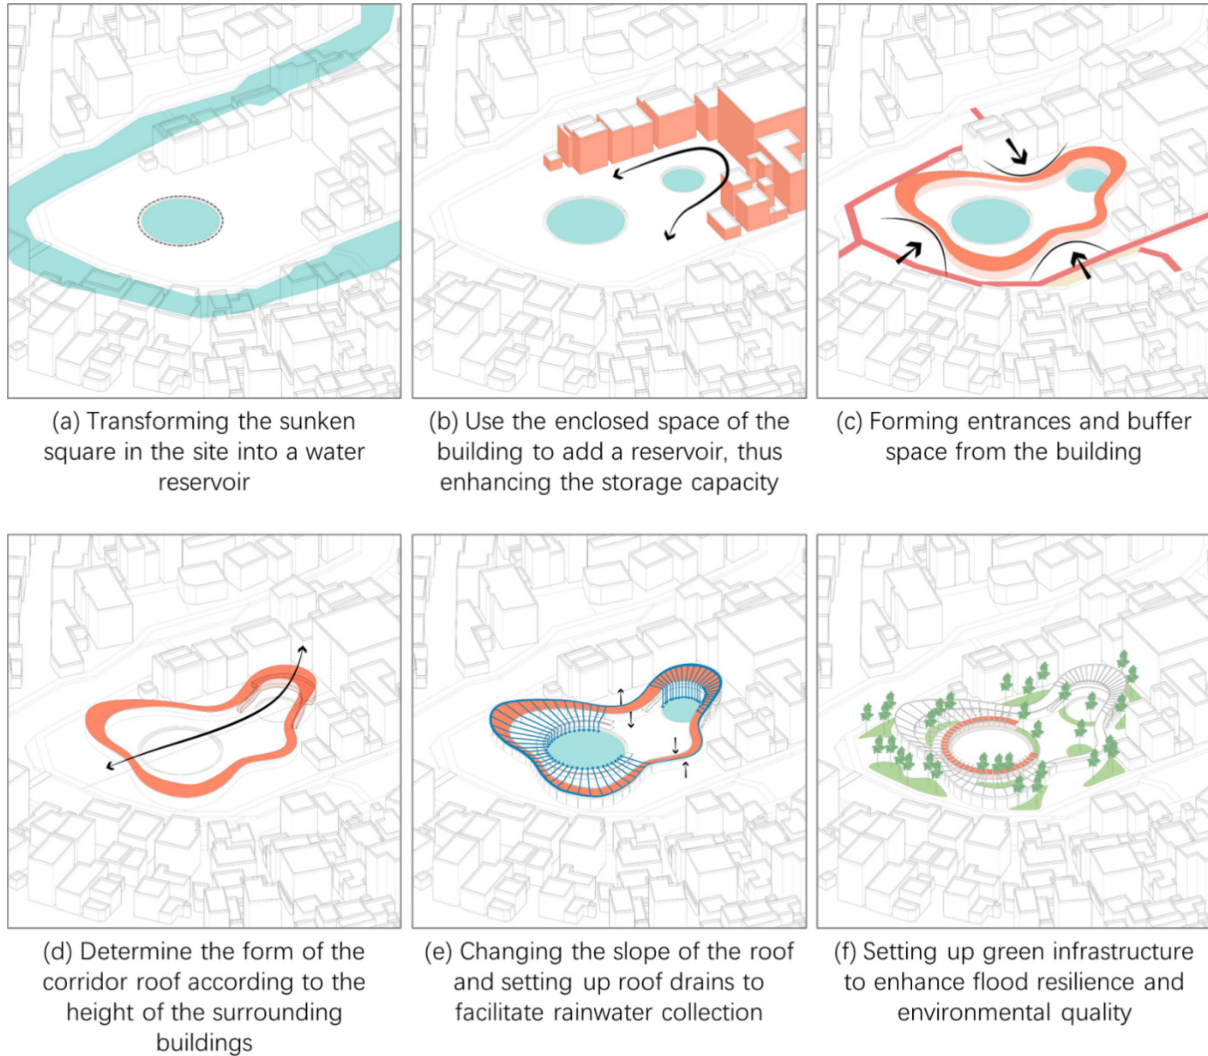 (a) Transforming the sunken
square in the site into a water
reservoir
(b) Use the enclosed space of the
building to add a reservoir, thus
enhancing the storage capacity
(c) Forming entrances and buffer
space from the building
(d) Determine the form of the
corridor roof according to the
height of the surrounding
buildings
(e) Changing the slope of the roof
and setting up roof drains to
facilitate rainwater collection
(f) Setting up green infrastructure
to enhance flood resilience and
environmental quality